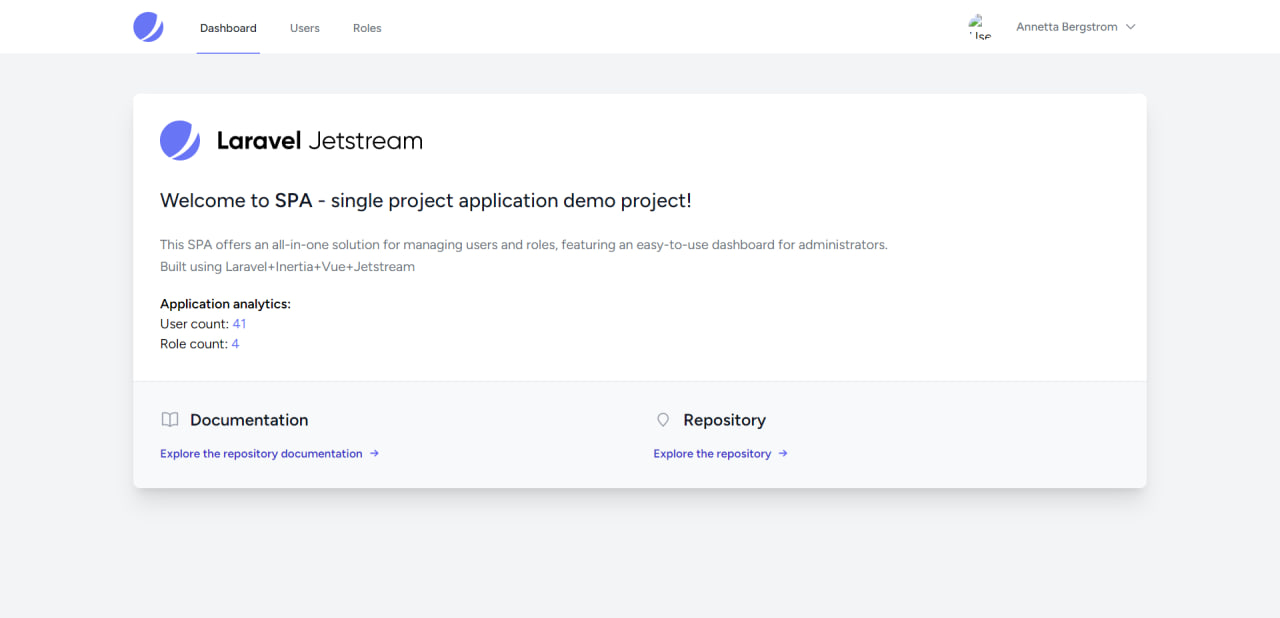 Dashboard
Users
Roles
Use
Annetta Bergstrom
Laravel Jetstream
Welcome to SPA - single project application demo project!
This SPA offers an all-in-one solution for managing users and roles, featuring an easy-to-use dashboard for administrators.
Built using Laravel+Inertia+Vue+Jetstream
Application analytics:
User count: 41
Role count: 4
Documentation
Explore the repository documentation →
Repository
Explore the repository →